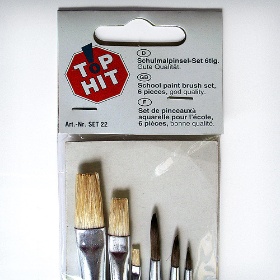 TOP
HIT
D
Schulmalpinsel-Set 6tlg.
Gute Qualität.
GB
School paint brush set,
6 pieces, god quality.
F
Set de pinceauxà
aquarelle pour l'école,
6 pièces, bonne qualité.
Art.-Nr. SET 22